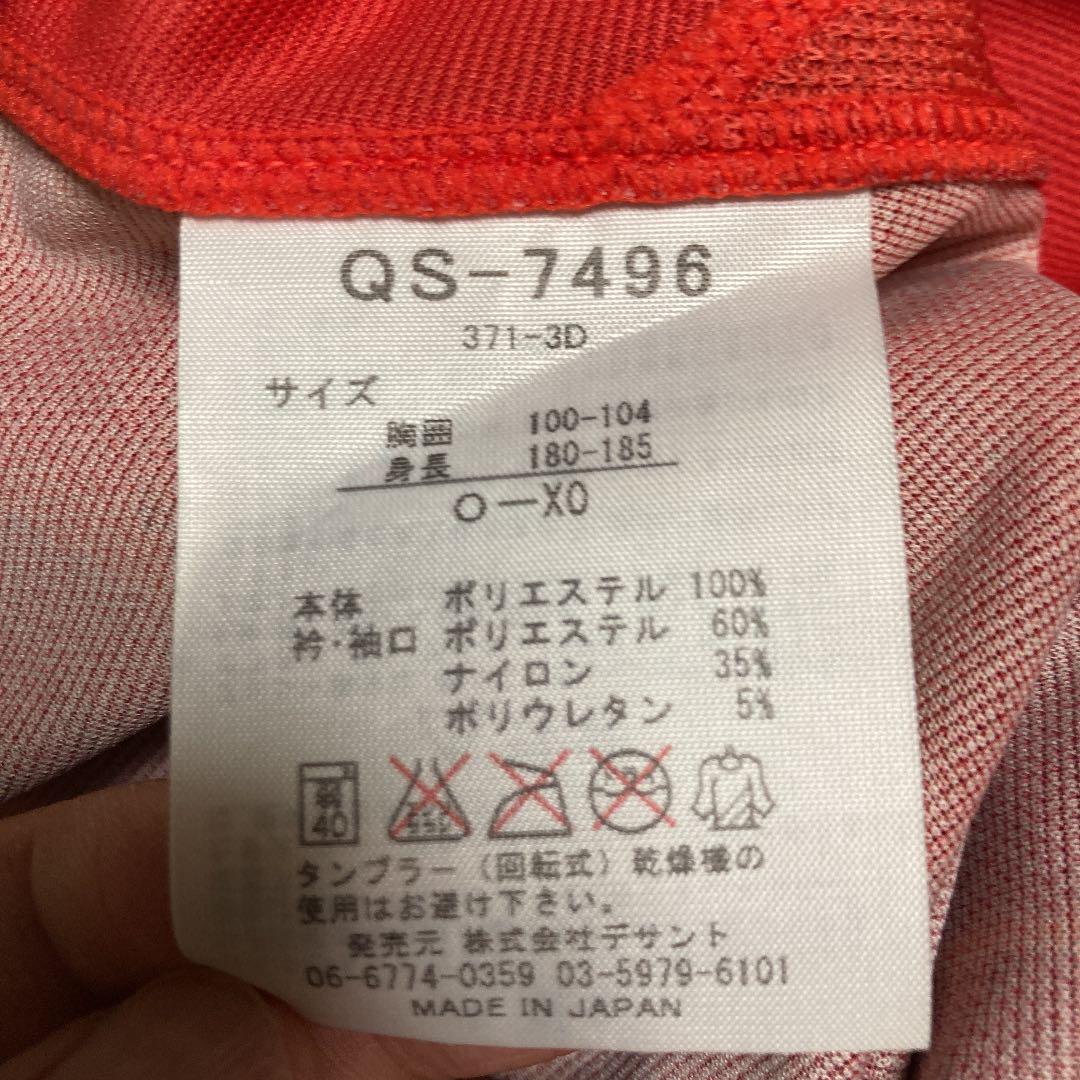 QS-7496
371-3D
サイズ
胸囲 100-104
身長 180-185
O-XO
本体 ポリエステル 100%
衿・袖口 ポリエステル 60%
ナイロン 35%
ポリウレタン 5%
弱 40
タンブラー(回転式)乾燥機の
使用はお避け下さい。
発売元 株式会社デサント
06-6774-0359 03-5979-6101
MADE IN JAPAN